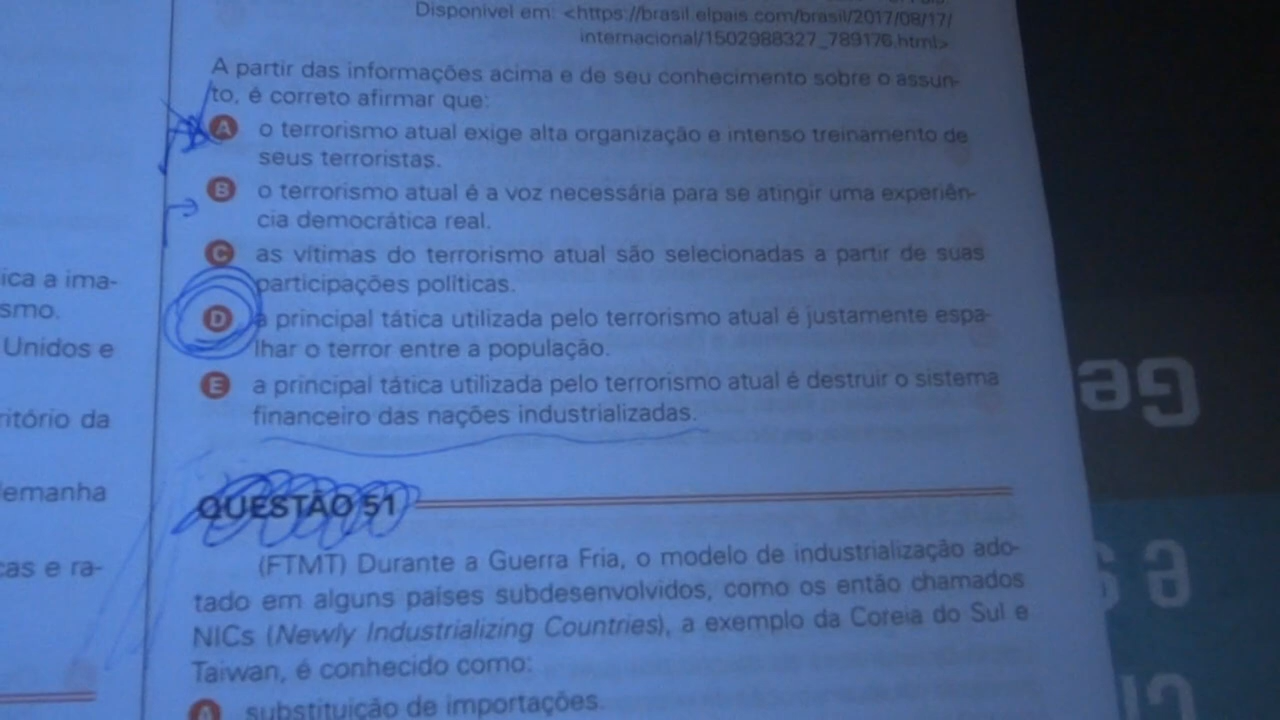 Disponível em: <https://brasil.elpais.com/brasil/2017/08/17/
internacional/1502988327_789176.html>
A partir das informações acima e de seu conhecimento sobre o assun-
to, é correto afirmar que:
A o terrorismo atual exige alta organização e intenso treinamento de
seus terroristas.
B o terrorismo atual é a voz necessária para se atingir uma experiên-
cia democrática real.
C as vítimas do terrorismo atual são selecionadas a partir de suas
participações políticas.
D a principal tática utilizada pelo terrorismo atual é justamente espa-
lhar o terror entre a população.
E a principal tática utilizada pelo terrorismo atual é destruir o sistema
financeiro das nações industrializadas.
QUESTÃO 51
(FTMT) Durante a Guerra Fria, o modelo de industrialização ado-
tado em alguns países subdesenvolvidos, como os então chamados
NICs (Newly Industrializing Countries), a exemplo da Coreia do Sul e
Taiwan, é conhecido como:
A substituição de importações.
ica a ima-
smo.
Unidos e
ritório da
lemanha
cas e ra-